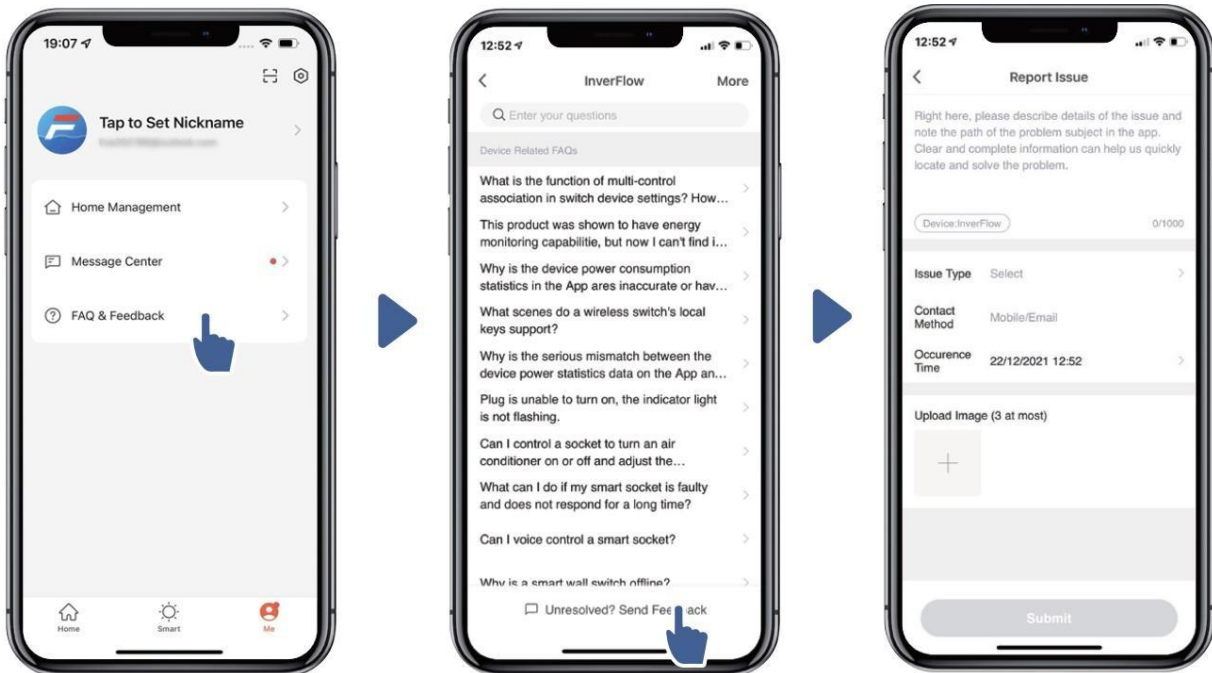 19:07
Tap to Set Nickname
Home Management
Message Center
FAQ & Feedback
Home
Smart
Me
12:52
InverFlow
More
Enter your questions
Device Related FAQs
What is the function of multi-control
association in switch device settings? How...
This product was shown to have energy
monitoring capabilitie, but now I can't find i...
Why is the device power consumption
statistics in the App ares inaccurate or hav...
What scenes do a wireless switch's local
keys support?
Why is the serious mismatch between the
device power statistics data on the App an...
Plug is unable to turn on, the indicator light
is not flashing.
Can I control a socket to turn an air
conditioner on or off and adjust the...
What can I do if my smart socket is faulty
and does not respond for a long time?
Can I voice control a smart socket?
Why is a smart wall switch offline?
Unresolved? Send Feedback
12:52
Report Issue
Right here, please describe details of the issue and
note the path of the problem subject in the app.
Clear and complete information can help us quickly
locate and solve the problem.
Device:InverFlow
0/1000
Issue Type Select
Contact
Method
Mobile/Email
Occurence
Time
22/12/2021 12:52
Upload Image (3 at most)
Submit